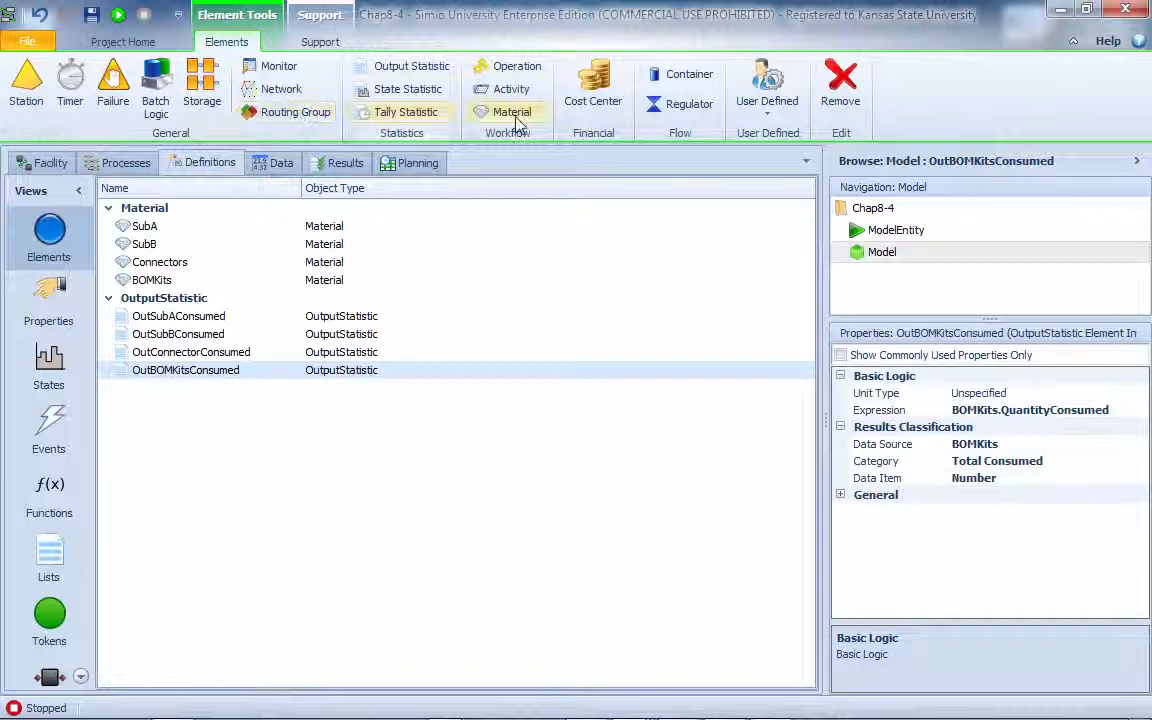 Element Tools
Support
Chap8-4 - Simio University Enterprise Edition (COMMERCIAL USE PROHIBITED) - Registered to Kansas State University
File
Project Home
Elements
Support
Help
Station
Timer
Failure
Batch Logic
Storage
Monitor
Network
Routing Group
General
Output Statistic
State Statistic
Tally Statistic
Statistics
Operation
Activity
Material
Workflow
Cost Center
Financial
Container
Regulator
Flow
User Defined
User Defined
Remove
Edit
Facility
Processes
Definitions
Data
Results
Planning
Views
Elements
Properties
States
Events
f(x)
Functions
Lists
Tokens
Name Object Type
Material
SubA Material
SubB Material
Connectors Material
BOMKits Material
OutputStatistic
OutSubAConsumed OutputStatistic
OutSubBConsumed OutputStatistic
OutConnectorConsumed OutputStatistic
OutBOMKitsConsumed OutputStatistic
Browse: Model : OutBOMKitsConsumed
Navigation: Model
Chap8-4
ModelEntity
Model
Properties: OutBOMKitsConsumed (OutputStatistic Element In
Show Commonly Used Properties Only
Basic Logic
Unit Type Unspecified
Expression BOMKits.QuantityConsumed
Results Classification
Data Source BOMKits
Category Total Consumed
Data Item Number
General
Basic Logic
Basic Logic
Stopped